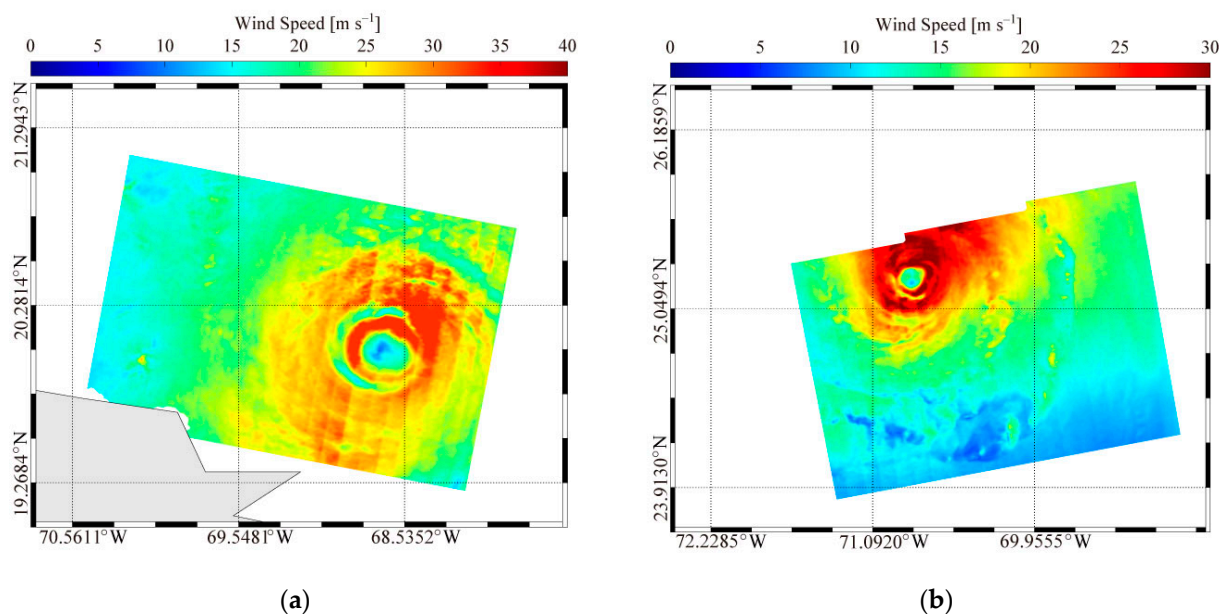 Wind Speed [m s⁻¹]
0 5 10 15 20 25 30 35 40
21.2943°N
20.2814°N
19.2684°N
70.5611°W 69.5481°W 68.5352°W
(a)
Wind Speed [m s⁻¹]
0 5 10 15 20 25 30
26.1859°N
25.0494°N
23.9130°N
72.2285°W 71.0920°W 69.9555°W
(b)